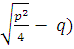 √(p²/4) − q)